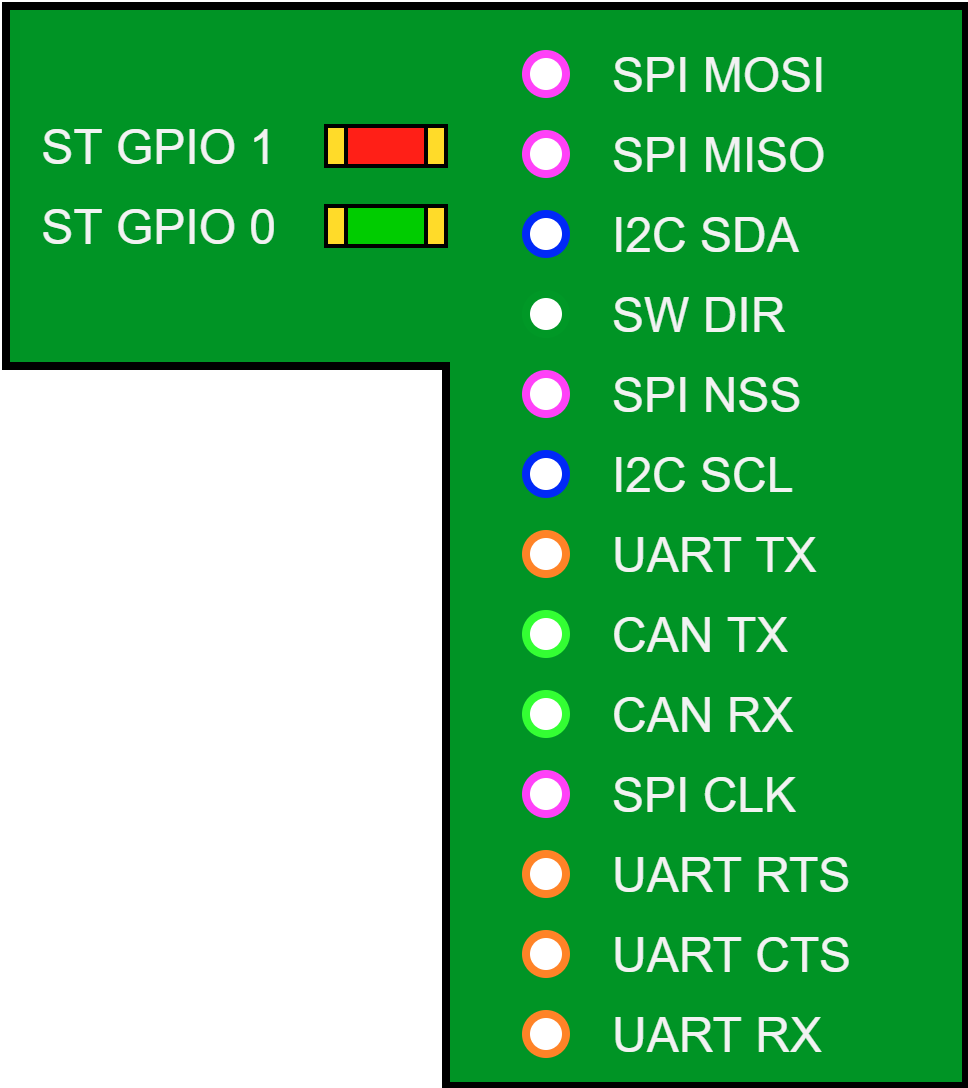 SPI MOSI
ST GPIO 1
SPI MISO
ST GPIO 0
I2C SDA
SW DIR
SPI NSS
I2C SCL
UART TX
CAN TX
CAN RX
SPI CLK
UART RTS
UART CTS
UART RX